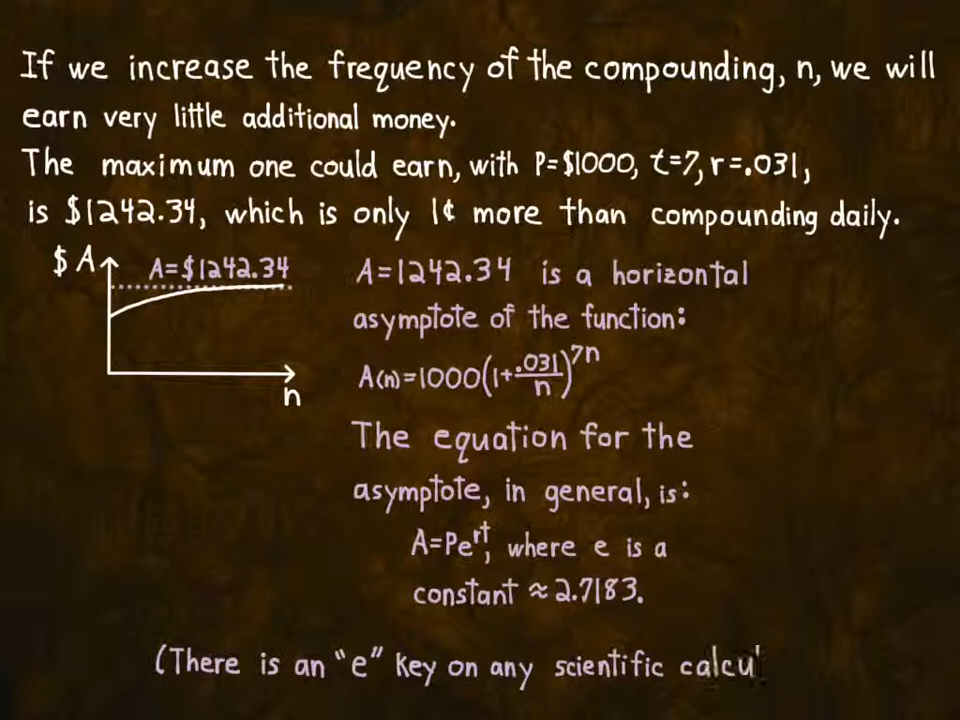 If we increase the frequency of the compounding, n, we will
earn very little additional money.
The maximum one could earn, with P=$1000, t=7, r=.031,
is $1242.34, which is only 1¢ more than compounding daily.
$ A
A=$1242.34
n
A=1242.34 is a horizontal
asymptote of the function:
A(n)=1000(1+.031/n)^7n
The equation for the
asymptote, in general, is:
A=Pe^rt, where e is a
constant ≈2.7183.
(There is an "e" key on any scientific calcu